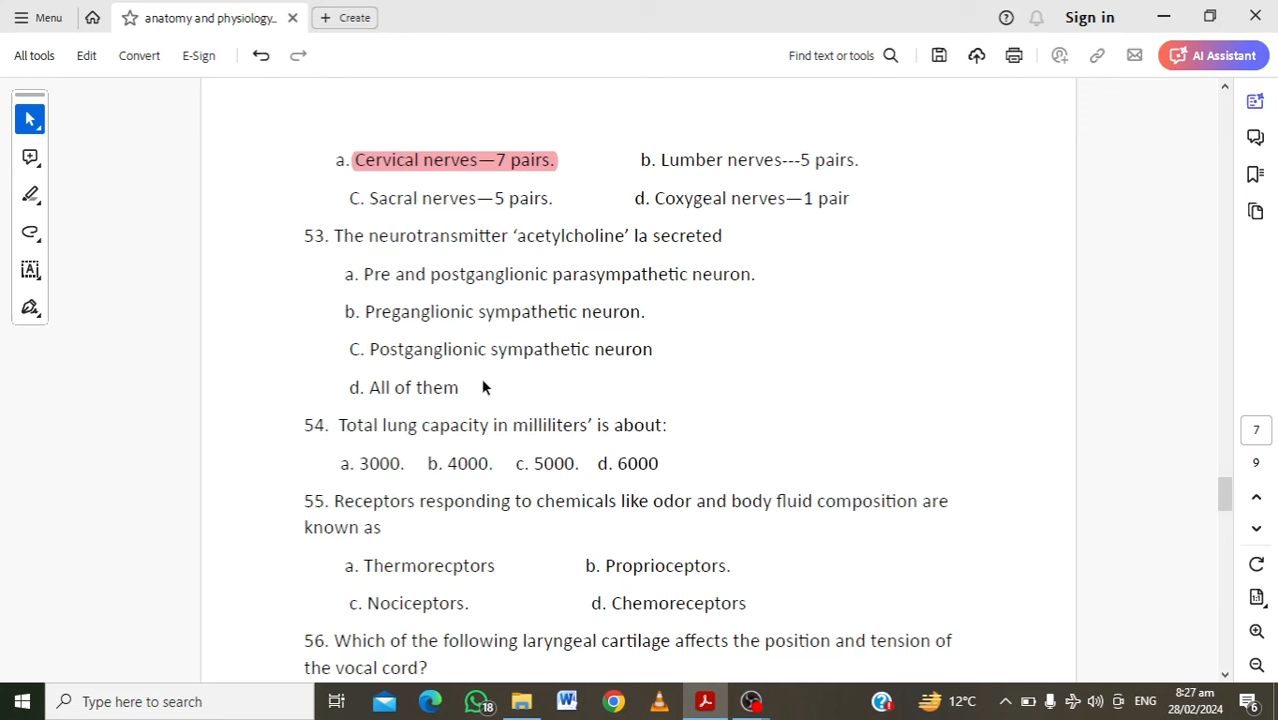 Menu
anatomy and physiology...
Create
Sign in
All tools
Edit
Convert
E-Sign
Find text or tools
AI Assistant
a. Cervical nerves—7 pairs. b. Lumber nerves---5 pairs.
C. Sacral nerves—5 pairs. d. Coxygeal nerves—1 pair
53. The neurotransmitter ‘acetylcholine’ la secreted
a. Pre and postganglionic parasympathetic neuron.
b. Preganglionic sympathetic neuron.
C. Postganglionic sympathetic neuron
d. All of them
54. Total lung capacity in milliliters’ is about:
a. 3000. b. 4000. c. 5000. d. 6000
55. Receptors responding to chemicals like odor and body fluid composition are
known as
a. Thermorecptors b. Proprioceptors.
c. Nociceptors. d. Chemoreceptors
56. Which of the following laryngeal cartilage affects the position and tension of
the vocal cord?
7
9
Type here to search
18
12°C
ENG
8:27 am
28/02/2024
6